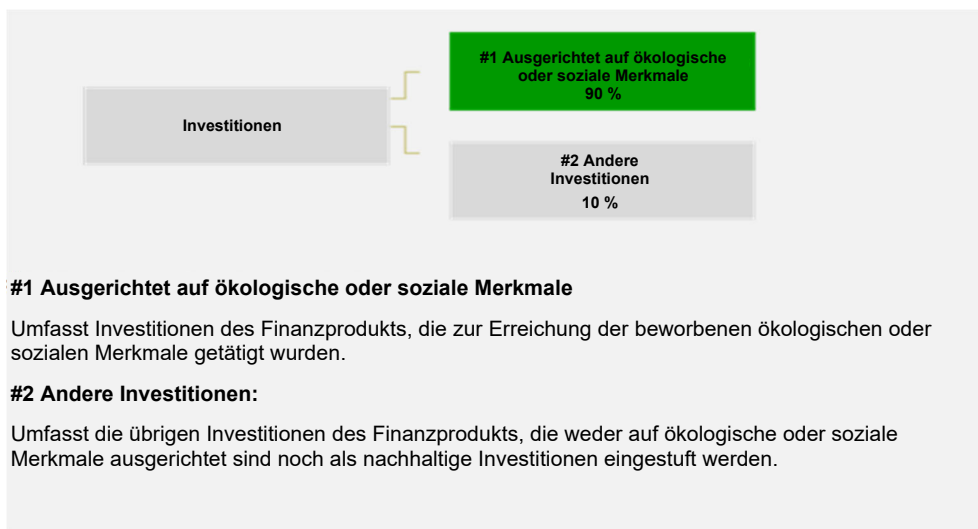 #1 Ausgerichtet auf ökologische
oder soziale Merkmale
90 %
Investitionen
#2 Andere
Investitionen
10 %
#1 Ausgerichtet auf ökologische oder soziale Merkmale
Umfasst Investitionen des Finanzprodukts, die zur Erreichung der beworbenen ökologischen oder
sozialen Merkmale getätigt wurden.
#2 Andere Investitionen:
Umfasst die übrigen Investitionen des Finanzprodukts, die weder auf ökologische oder soziale
Merkmale ausgerichtet sind noch als nachhaltige Investitionen eingestuft werden.